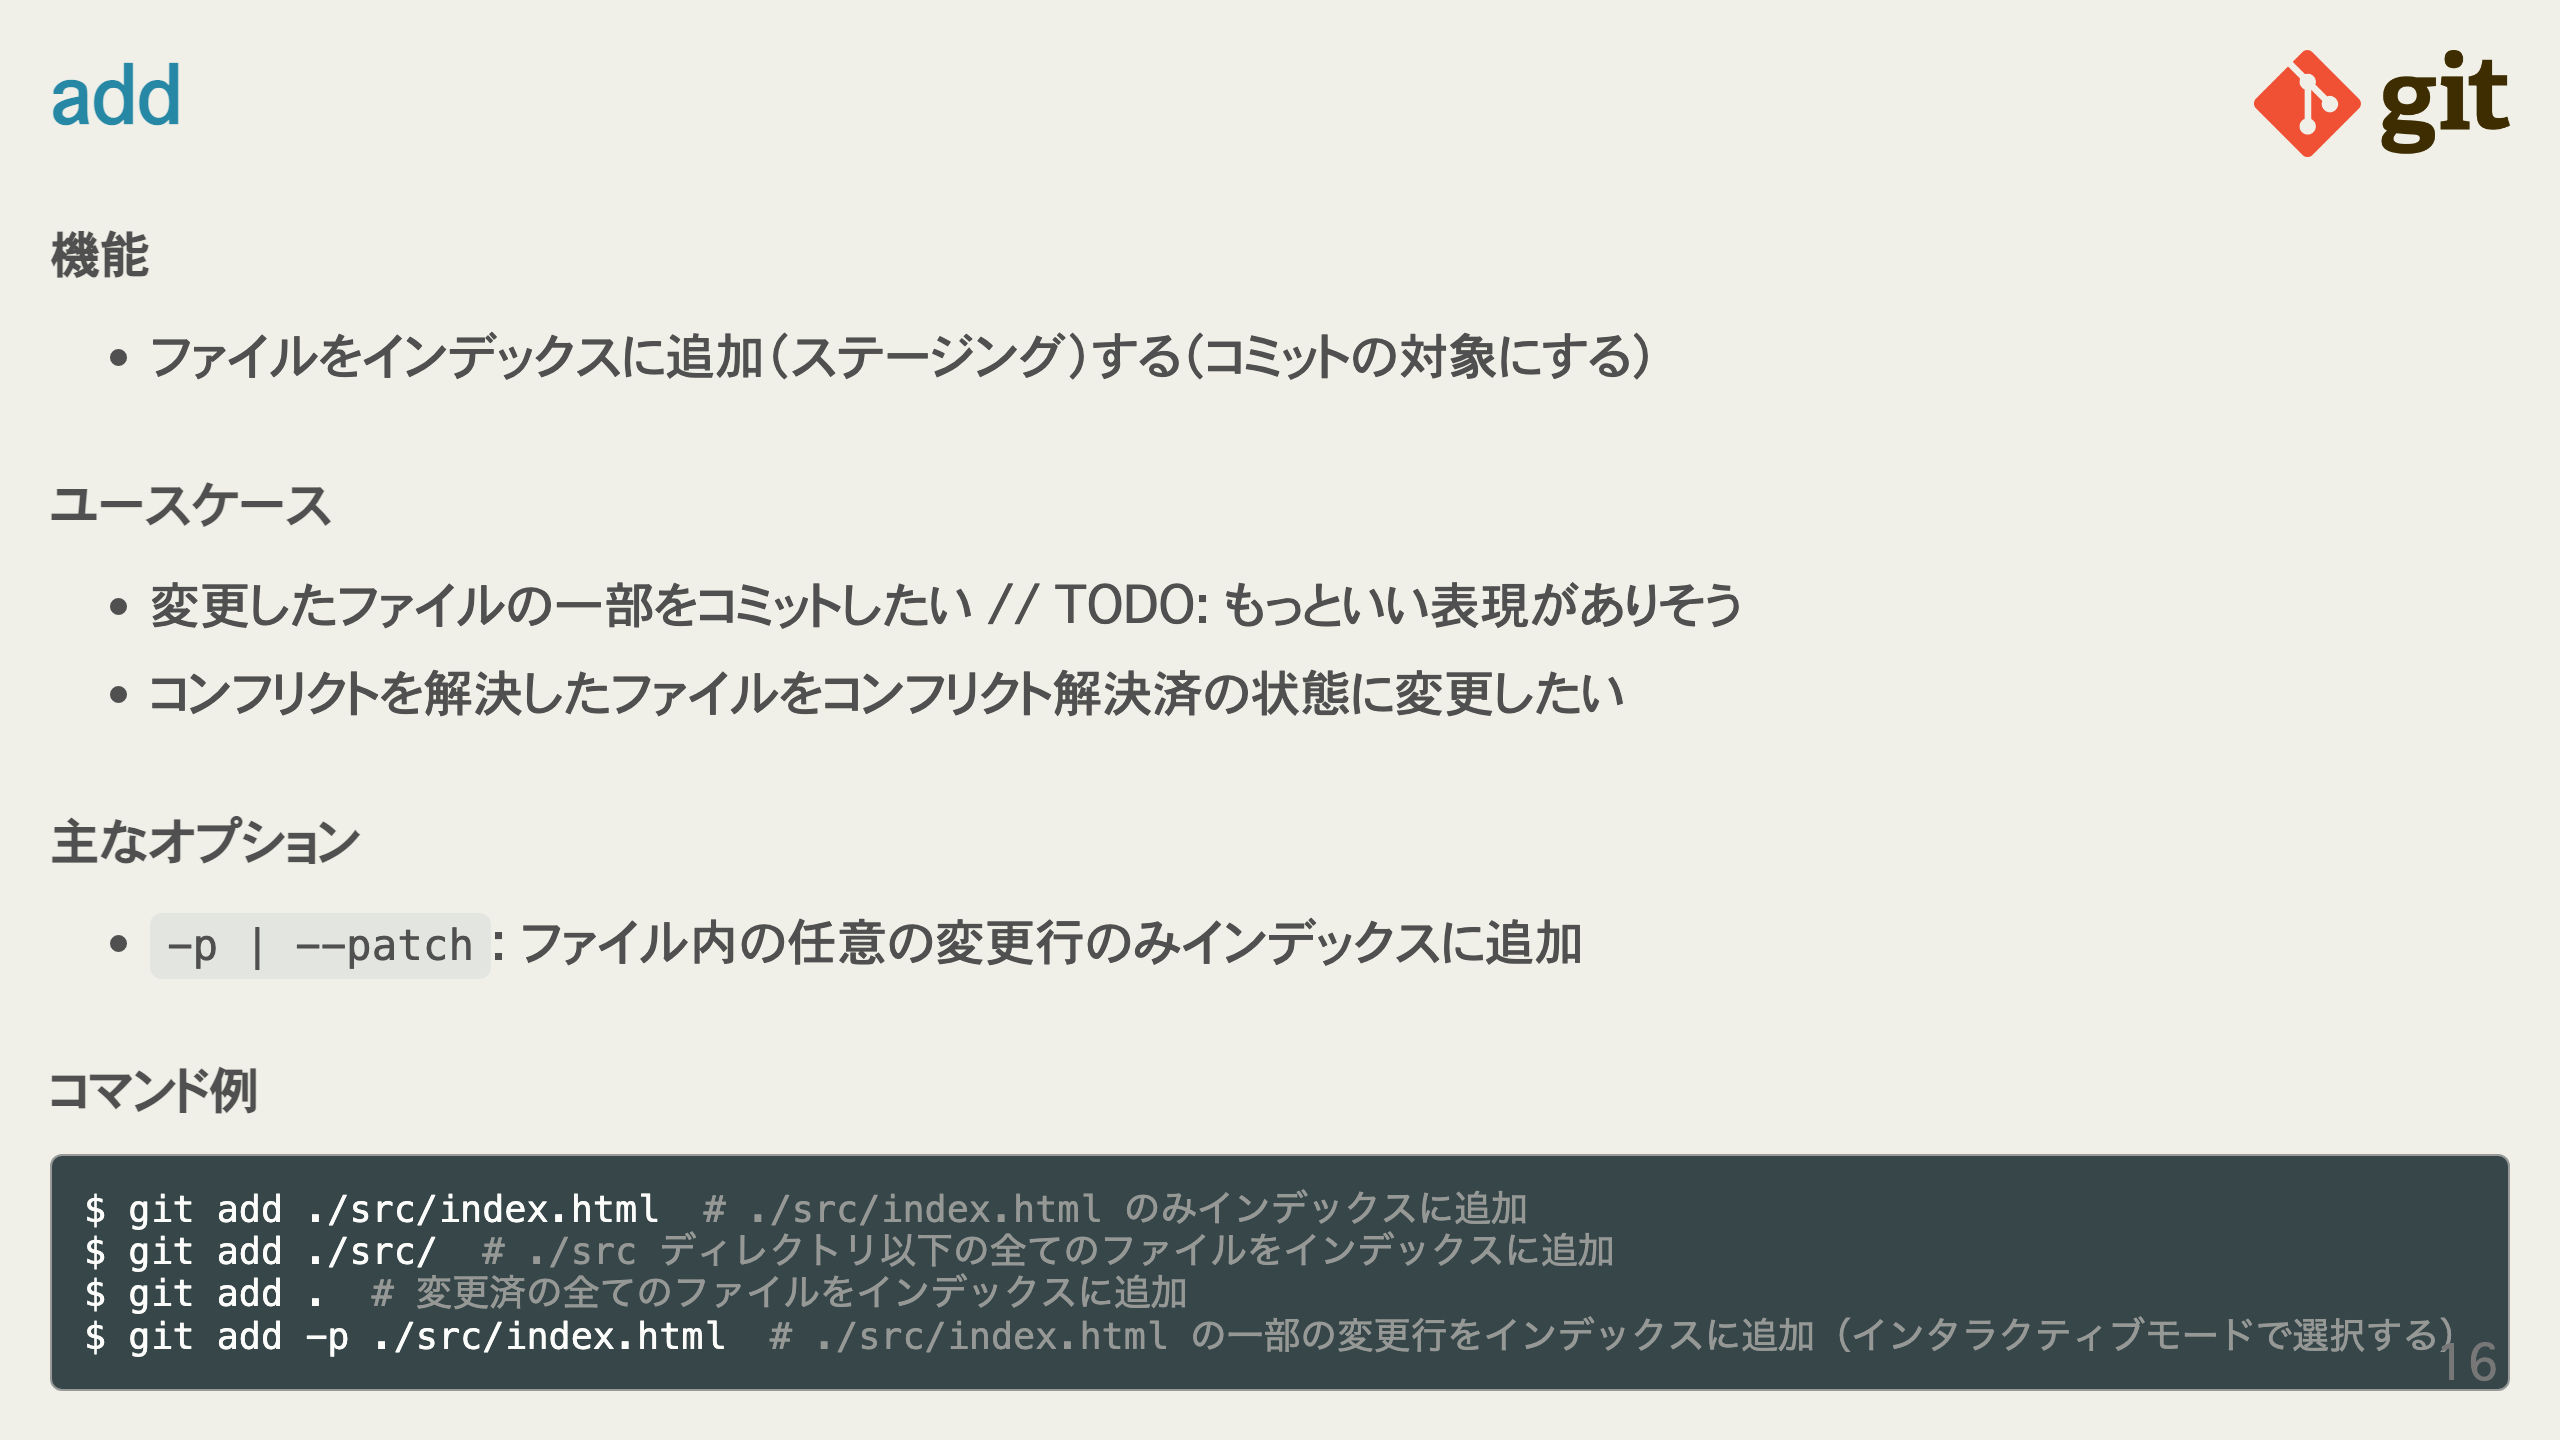 add
git
機能
• ファイルをインデックスに追加（ステージング）する（コミットの対象にする）
ユースケース
• 変更したファイルの一部をコミットしたい // TODO: もっといい表現がありそう
• コンフリクトを解決したファイルをコンフリクト解決済の状態に変更したい
主なオプション
• -p | --patch : ファイル内の任意の変更行のみインデックスに追加
コマンド例
$ git add ./src/index.html  # ./src/index.html のみインデックスに追加
$ git add ./src/  # ./src ディレクトリ以下の全てのファイルをインデックスに追加
$ git add .  # 変更済の全てのファイルをインデックスに追加
$ git add -p ./src/index.html  # ./src/index.html の一部の変更行をインデックスに追加（インタラクティブモードで選択する）
16